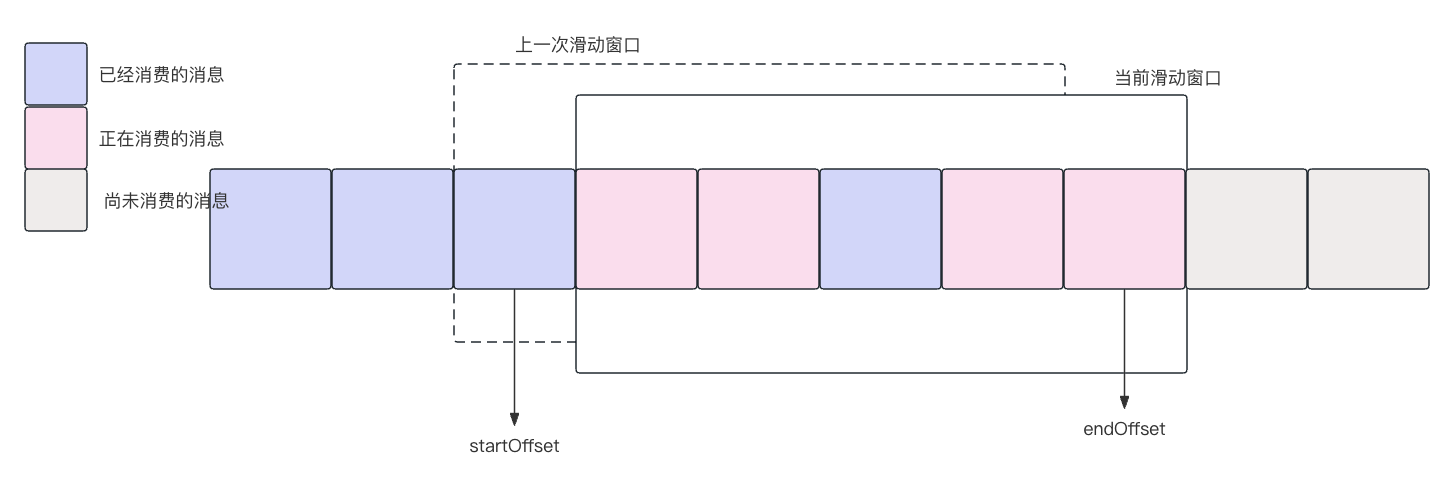 上一次滑动窗口
当前滑动窗口
已经消费的消息
正在消费的消息
尚未消费的消息
startOffset
endOffset